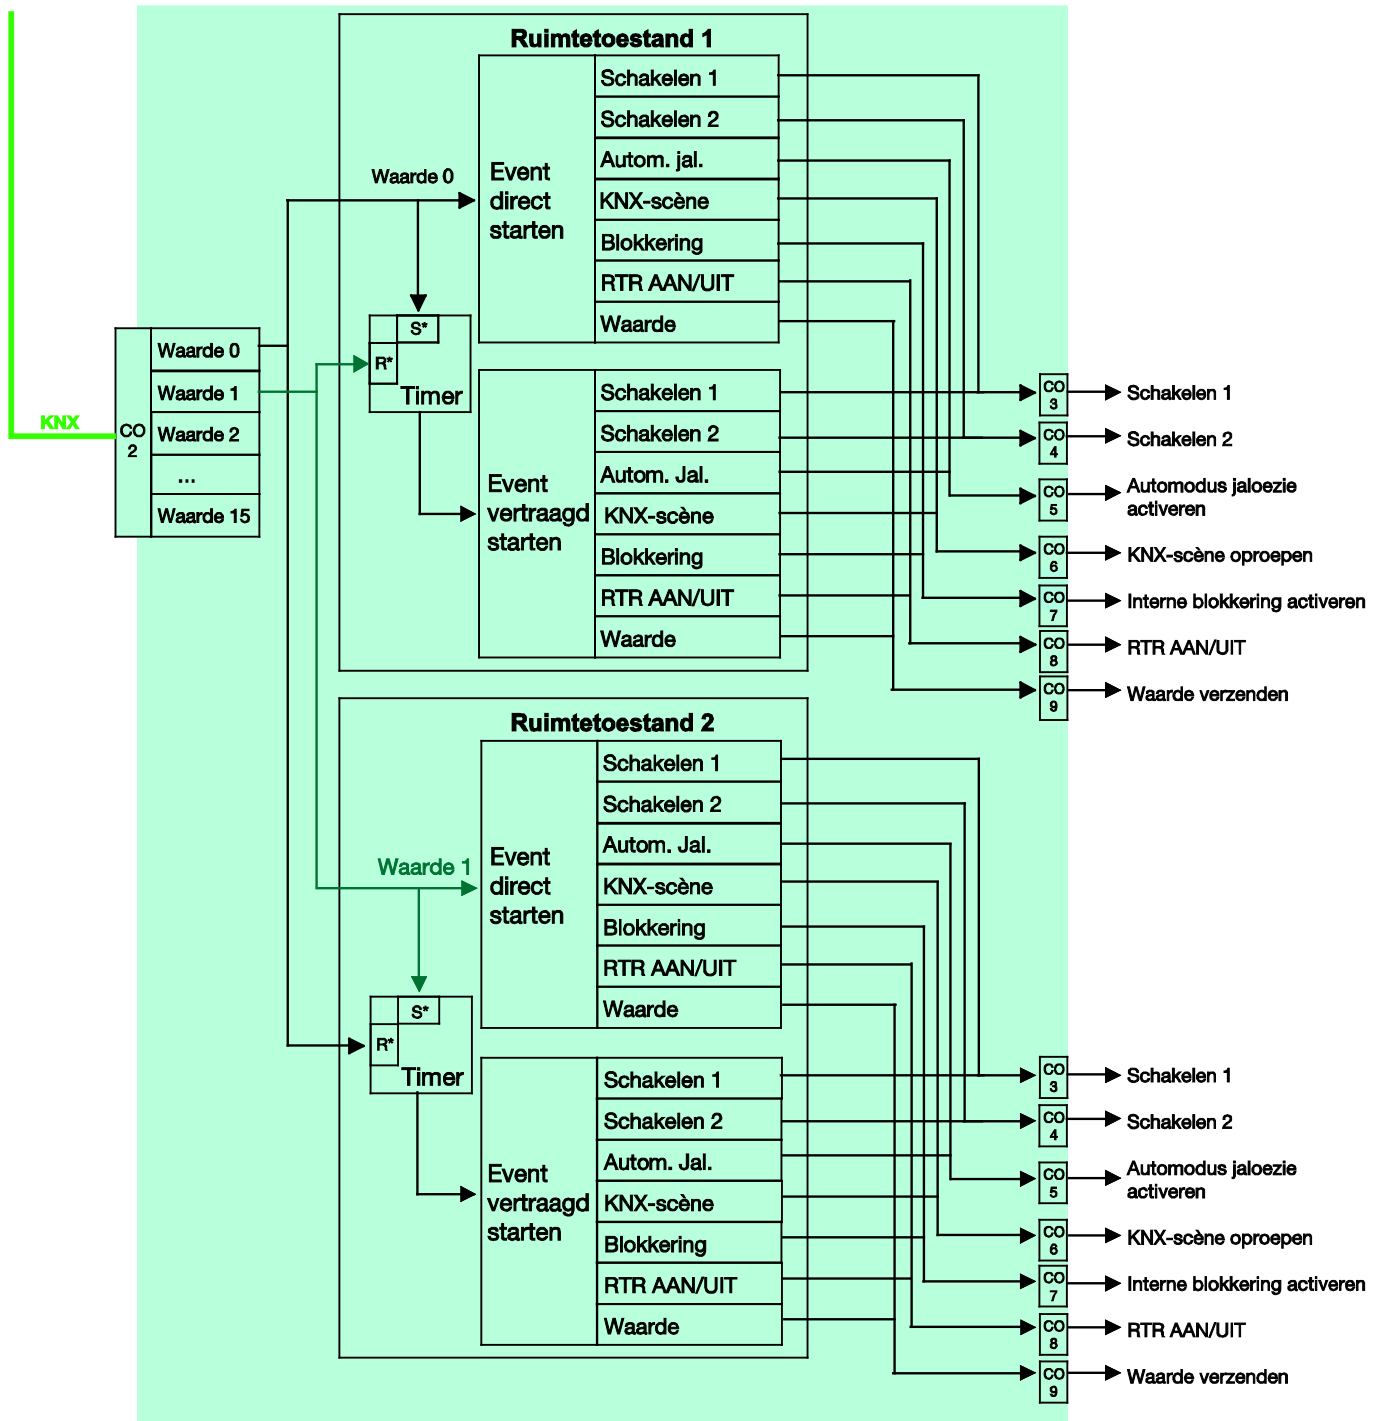 KNX
CO
2
Waarde 0
Waarde 1
Waarde 2
...
Waarde 15
Ruimtetoestand 1
Waarde 0
S*
R*
Timer
Event
direct
starten
Schakelen 1
Schakelen 2
Autom. jal.
KNX-scène
Blokkering
RTR AAN/UIT
Waarde
Event
vertraagd
starten
Schakelen 1
Schakelen 2
Autom. Jal.
KNX-scène
Blokkering
RTR AAN/UIT
Waarde
CO
3
Schakelen 1
CO
4
Schakelen 2
CO
5
Automodus jaloezie
activeren
CO
6
KNX-scène oproepen
CO
7
Interne blokkering activeren
CO
8
RTR AAN/UIT
CO
9
Waarde verzenden
Ruimtetoestand 2
Waarde 1
S*
R*
Timer
Event
direct
starten
Schakelen 1
Schakelen 2
Autom. Jal.
KNX-scène
Blokkering
RTR AAN/UIT
Waarde
Event
vertraagd
starten
Schakelen 1
Schakelen 2
Autom. Jal.
KNX-scène
Blokkering
RTR AAN/UIT
Waarde
CO
3
Schakelen 1
CO
4
Schakelen 2
CO
5
Automodus jaloezie
activeren
CO
6
KNX-scène oproepen
CO
7
Interne blokkering activeren
CO
8
RTR AAN/UIT
CO
9
Waarde verzenden